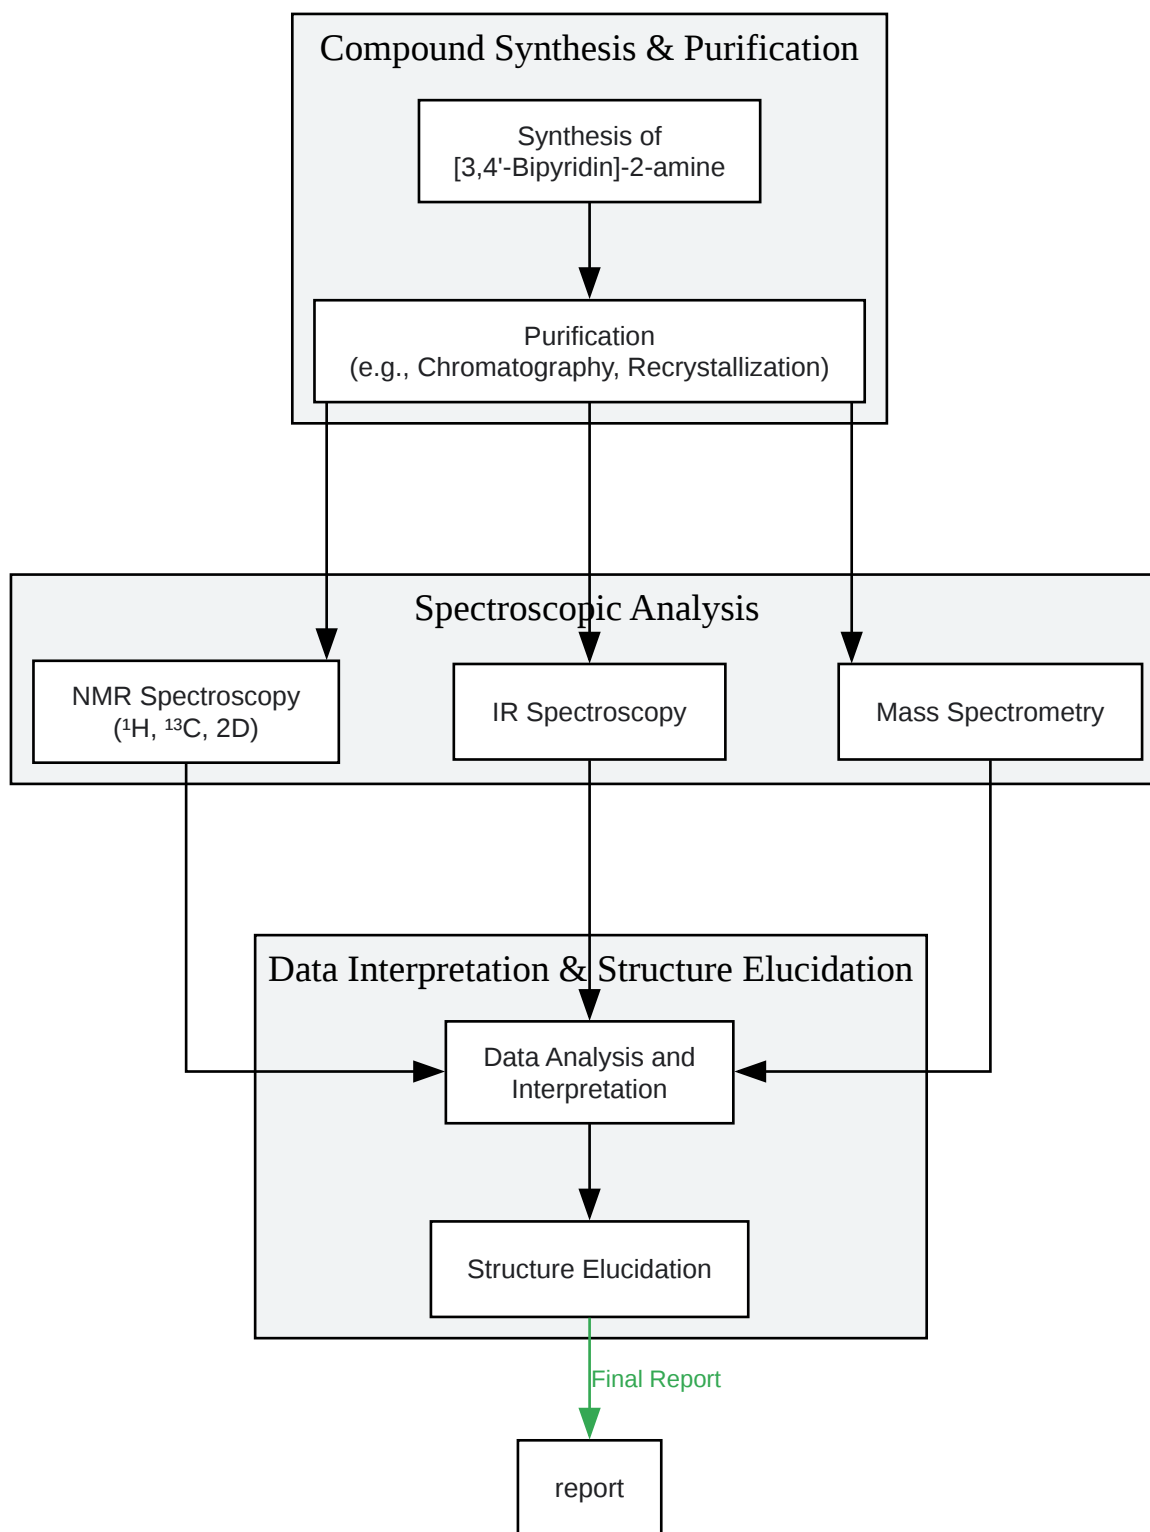 Compound Synthesis & Purification
Synthesis of
[3,4'-Bipyridin]-2-amine
Purification
(e.g., Chromatography, Recrystallization)
Spectroscopic Analysis
NMR Spectroscopy
(¹H, ¹³C, 2D)
IR Spectroscopy
Mass Spectrometry
Data Interpretation & Structure Elucidation
Data Analysis and
Interpretation
Structure Elucidation
Final Report
report